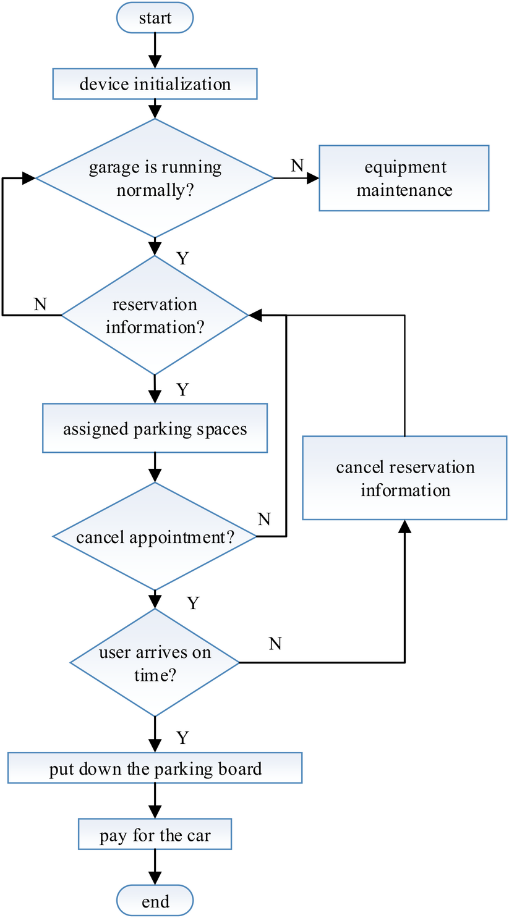 start
device initialization
garage is running
normally?
N
equipment
maintenance
Y
reservation
information?
N
Y
assigned parking spaces
cancel reservation
information
cancel appointment?
N
Y
user arrives on
time?
N
Y
put down the parking board
pay for the car
end